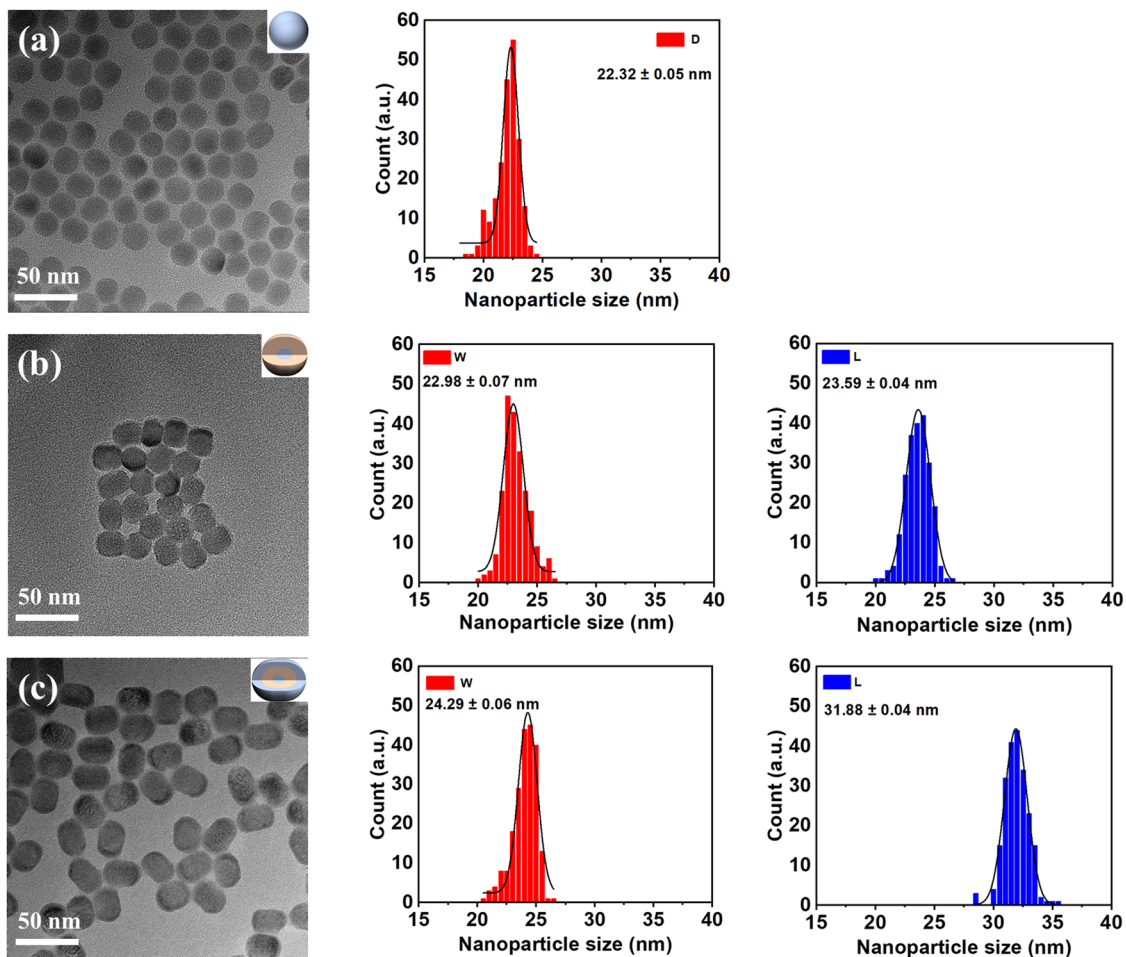 (a)
50 nm
60
50
40
30
20
10
0
Count (a.u.)
D
22.32 ± 0.05 nm
15 20 25 30 35 40
Nanoparticle size (nm)
(b)
50 nm
60
50
40
30
20
10
0
Count (a.u.)
W
22.98 ± 0.07 nm
15 20 25 30 35 40
Nanoparticle size (nm)
60
50
40
30
20
10
0
Count (a.u.)
L
23.59 ± 0.04 nm
15 20 25 30 35 40
Nanoparticle size (nm)
(c)
50 nm
60
50
40
30
20
10
0
Count (a.u.)
W
24.29 ± 0.06 nm
15 20 25 30 35 40
Nanoparticle size (nm)
60
50
40
30
20
10
0
Count (a.u.)
L
31.88 ± 0.04 nm
15 20 25 30 35 40
Nanoparticle size (nm)